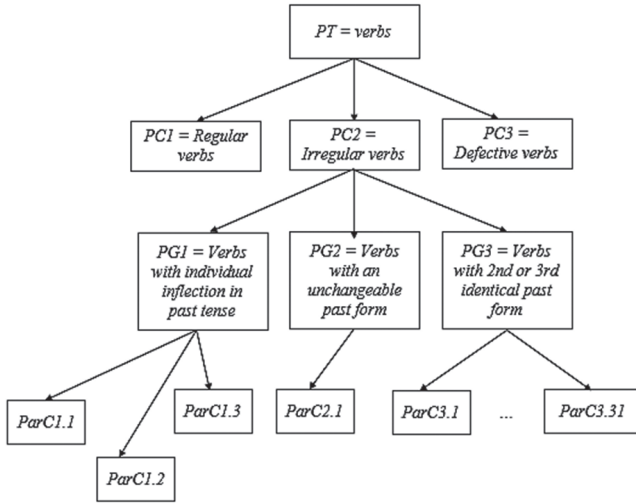 PT = verbs
PC1 = Regular
verbs
PC2 =
Irregular verbs
PC3 =
Defective verbs
PG1 = Verbs
with individual
inflection in
past tense
PG2 = Verbs
with an
unchangeable
past form
PG3 = Verbs
with 2nd or 3rd
identical past
form
ParC1.1
ParC1.2
ParC1.3
ParC2.1
ParC3.1
...
ParC3.31